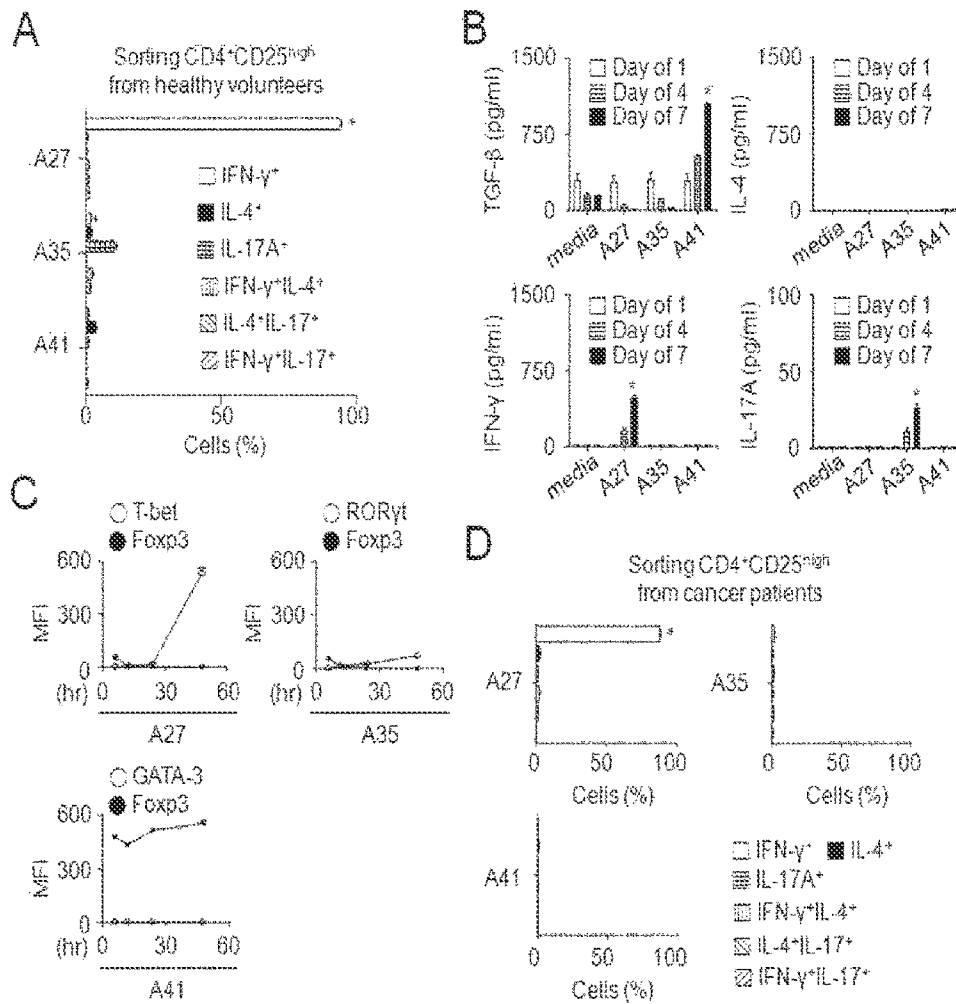 A
Sorting CD4⁺CD25ʰⁱᵍʰ
from healthy volunteers
A27
A35
A41
*
*
IFN-γ⁺
IL-4⁺
IL-17A⁺
IFN-γ⁺IL-4⁺
IL-4⁺IL-17⁺
IFN-γ⁺IL-17⁺
0 50 100
Cells (%)
B
TGF-β (pg/ml)
1500
750
0
Day of 1
Day of 4
Day of 7
*
media A27 A35 A41
IL-4 (pg/ml)
1500
750
0
Day of 1
Day of 4
Day of 7
media A27 A35 A41
IFN-γ (pg/ml)
1500
750
0
Day of 1
Day of 4
Day of 7
*
media A27 A35 A41
IL-17A (pg/ml)
100
50
0
Day of 1
Day of 4
Day of 7
*
media A27 A35 A41
C
T-bet
Foxp3
MFI
600
300
0
(hr) 0 30 60
A27
RORγt
Foxp3
MFI
600
300
0
(hr) 0 30 60
A35
GATA-3
Foxp3
MFI
600
300
0
(hr) 0 30 60
A41
D
Sorting CD4⁺CD25ʰⁱᵍʰ
from cancer patients
A27
*
0 50 100
Cells (%)
A35
0 50 100
Cells (%)
A41
0 50 100
Cells (%)
IFN-γ⁺ IL-4⁺
IL-17A⁺
IFN-γ⁺IL-4⁺
IL-4⁺IL-17⁺
IFN-γ⁺IL-17⁺